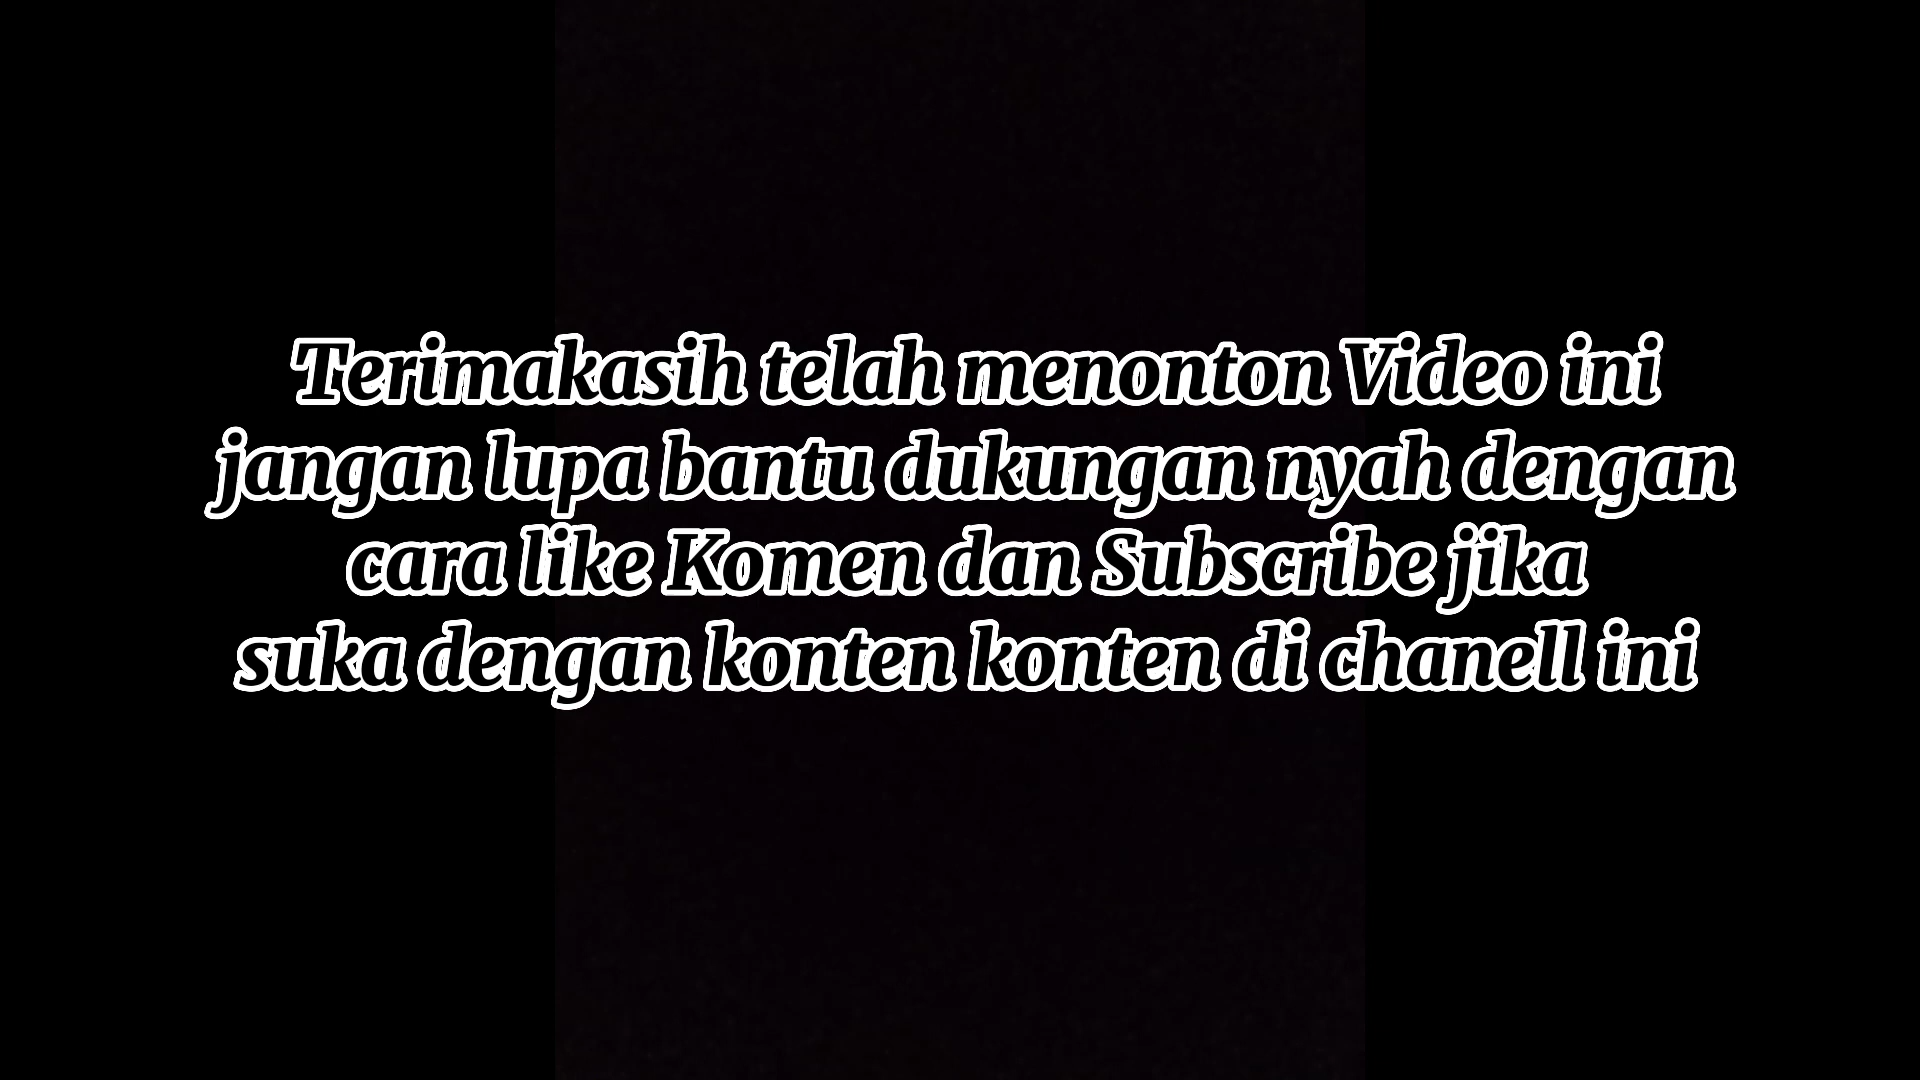 Terimakasih telah menonton Video ini
jangan lupa bantu dukungan nyah dengan
cara like Komen dan Subscribe jika
suka dengan konten konten di chanell ini